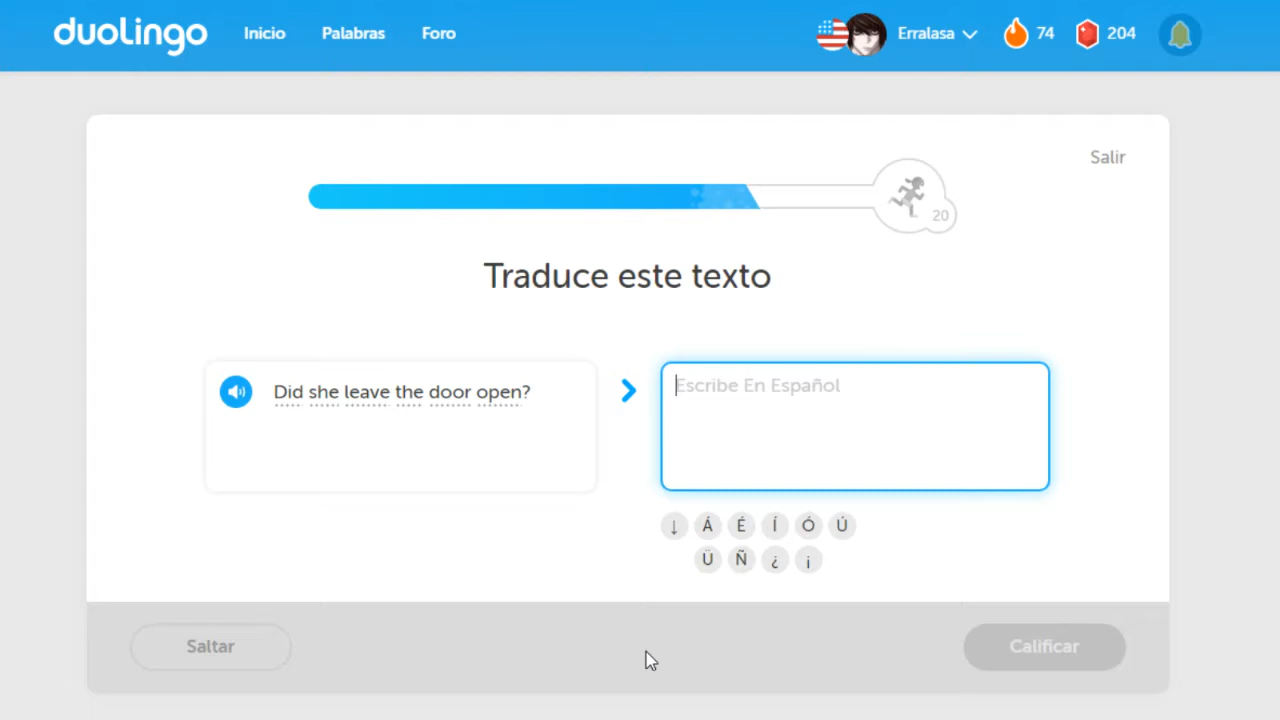 duolingo Inicio Palabras Foro Erralasa 74 204
Salir
20
Traduce este texto
Did she leave the door open?
Escribe En Español
↓ Á É Í Ó Ú
Ü Ñ ¿ ¡
Saltar Calificar